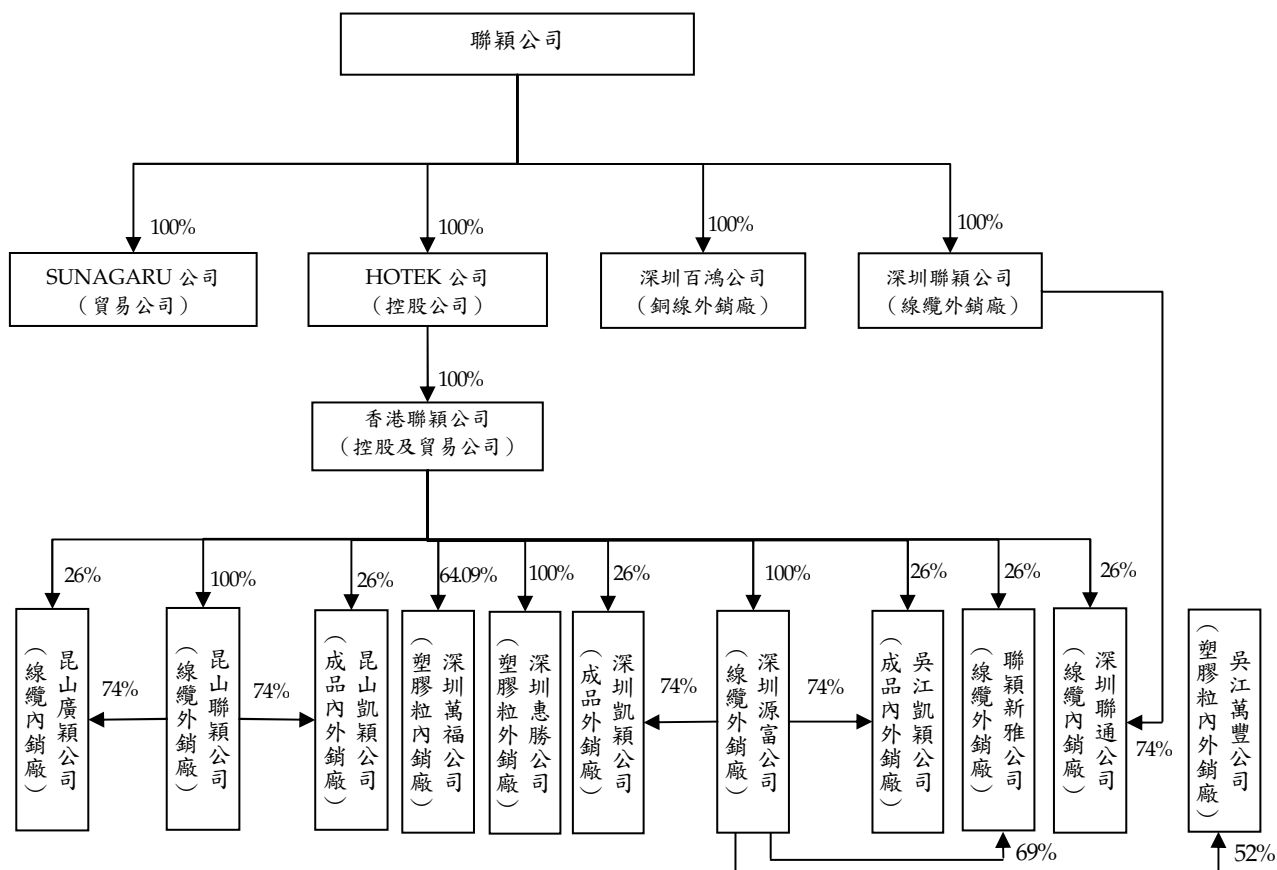 聯穎公司
100%
100%
100%
100%
SUNAGARU 公司
（貿易公司）
HOTEK 公司
（控股公司）
深圳百鴻公司
（銅線外銷廠）
深圳聯穎公司
（線纜外銷廠）
100%
香港聯穎公司
（控股及貿易公司）
26%
100%
26%
64.09%
100%
26%
100%
26%
26%
26%
昆山廣穎公司
（線纜內銷廠）
74%
昆山聯穎公司
（線纜外銷廠）
74%
昆山凱穎公司
（成品內外銷廠）
深圳萬福公司
（塑膠粒內銷廠）
深圳惠勝公司
（塑膠粒外銷廠）
深圳凱穎公司
（成品外銷廠）
74%
深圳源富公司
（線纜外銷廠）
74%
吳江凱穎公司
（成品內外銷廠）
聯穎新雅公司
（線纜外銷廠）
深圳聯通公司
（線纜內銷廠）
74%
吳江萬豐公司
（塑膠粒內外銷廠）
69%
52%